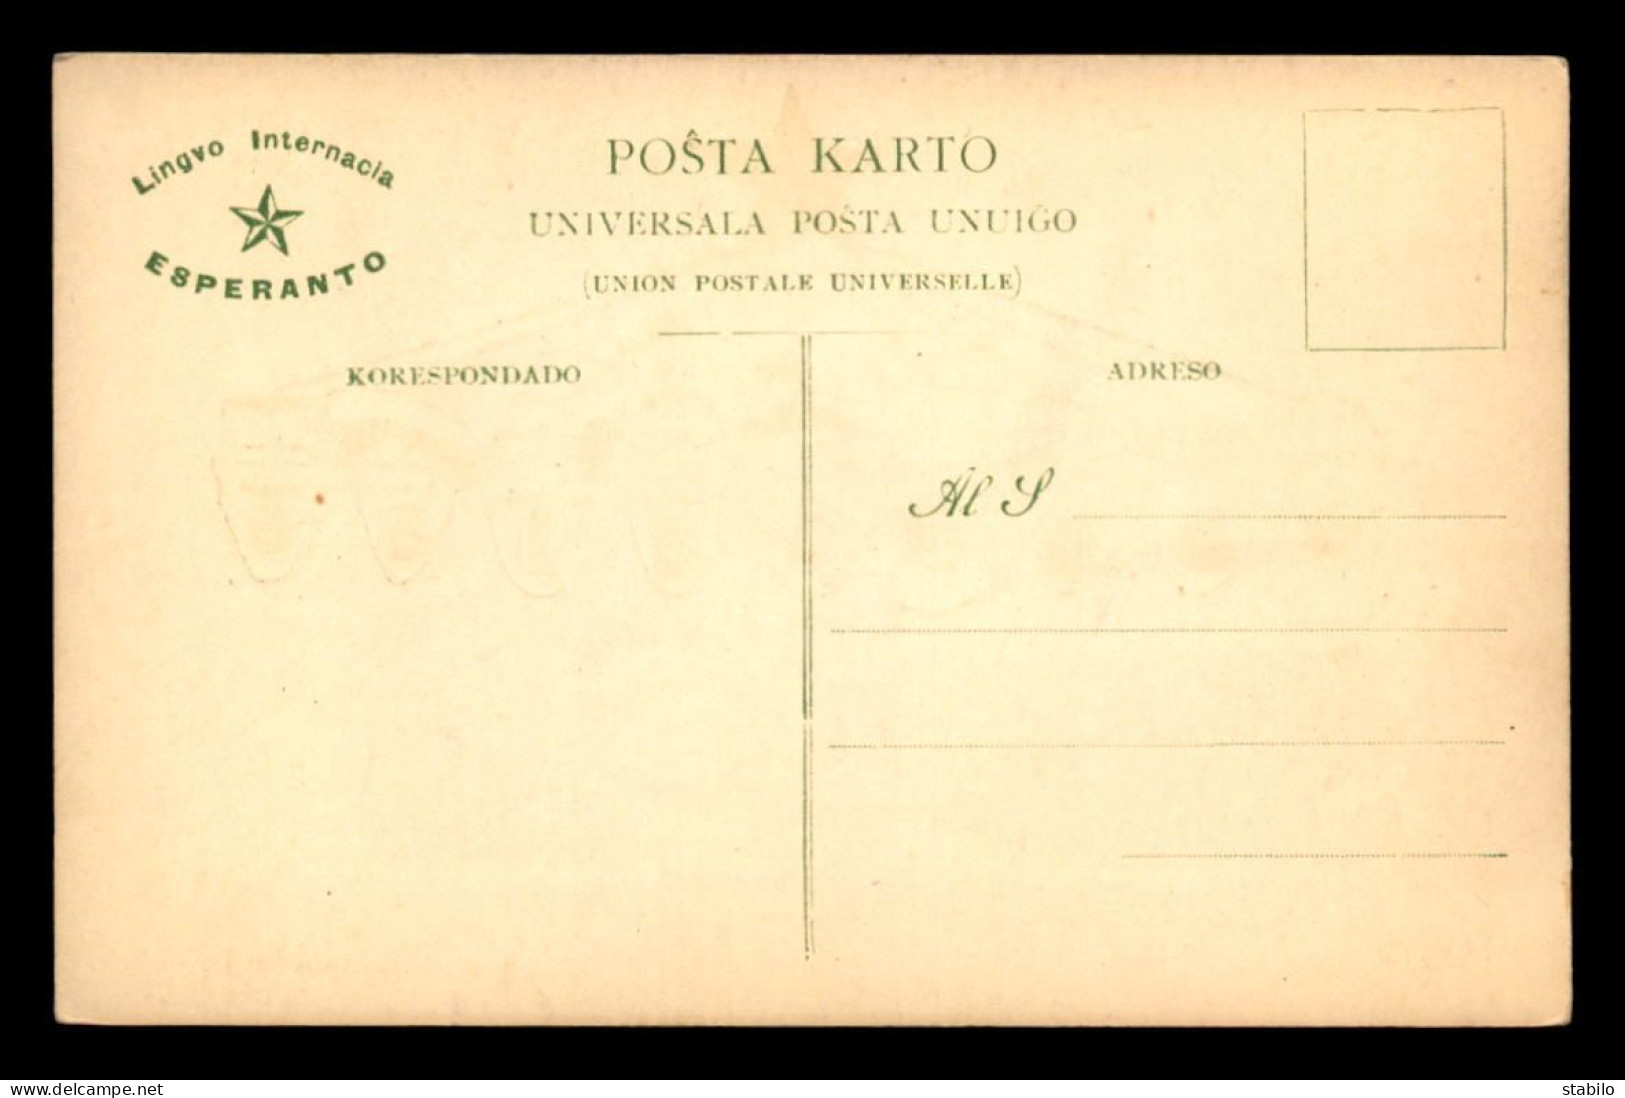 Lingvo Internacia
ESPERANTO
POŜTA KARTO
UNIVERSALA POŜTA UNUIĜO
(UNION POSTALE UNIVERSELLE)
KORESPONDADO
ADRESO
Al S
www.delcampe.net
stabilo